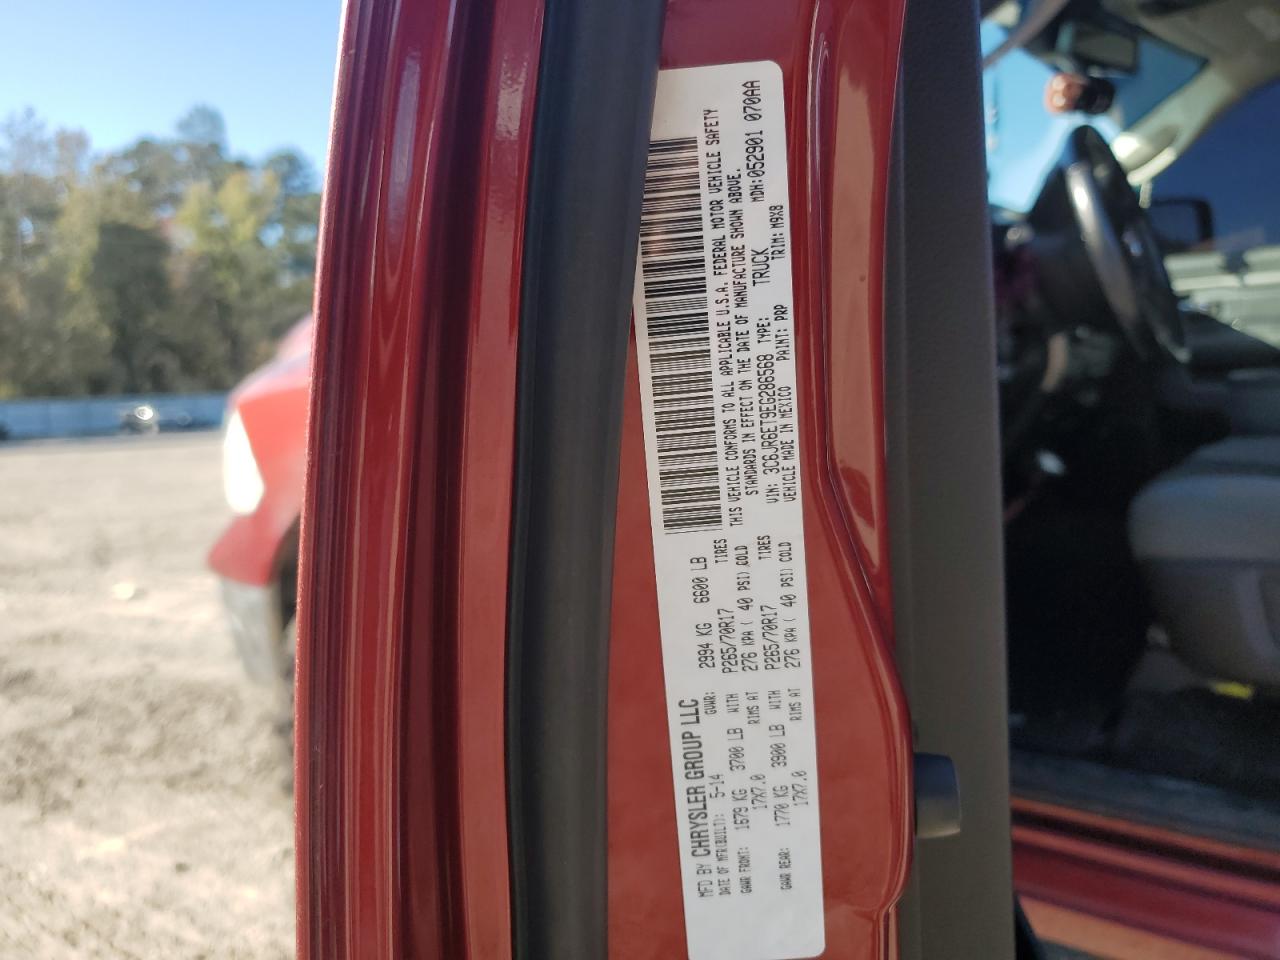 MFD BY CHRYSLER GROUP LLC
DATE OF MFR(BUILT): 5-14 GVWR: 2994 KG 6600 LB
GAWR FRONT: 1679 KG 3700 LB WITH P265/70R17 TIRES
17X7.0 RIMS AT 276 KPA ( 40 PSI) COLD
GAWR REAR: 1770 KG 3900 LB WITH P265/70R17 TIRES
17X7.0 RIMS AT 276 KPA ( 40 PSI) COLD
THIS VEHICLE CONFORMS TO ALL APPLICABLE U.S.A. FEDERAL MOTOR VEHICLE SAFETY
STANDARDS IN EFFECT ON THE DATE OF MANUFACTURE SHOWN ABOVE.
VIN: 3C6JR6ET9EG286568 TYPE: TRUCK MDH:052901 070AA
VEHICLE MADE IN MEXICO PAINT: PRP TRIM: M9X8